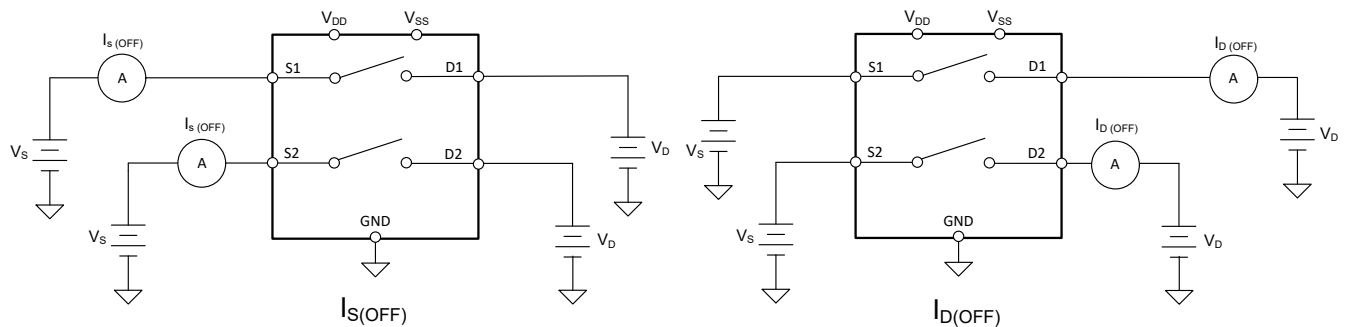 VDD VSS
Is (OFF)
A
S1 D1
Is (OFF)
VS
A
S2 D2
VD
GND
VS
VD
IS(OFF)
VDD VSS
ID (OFF)
S1 D1
A
ID (OFF)
VS
S2 D2
A
VD
GND
VS
VD
ID(OFF)